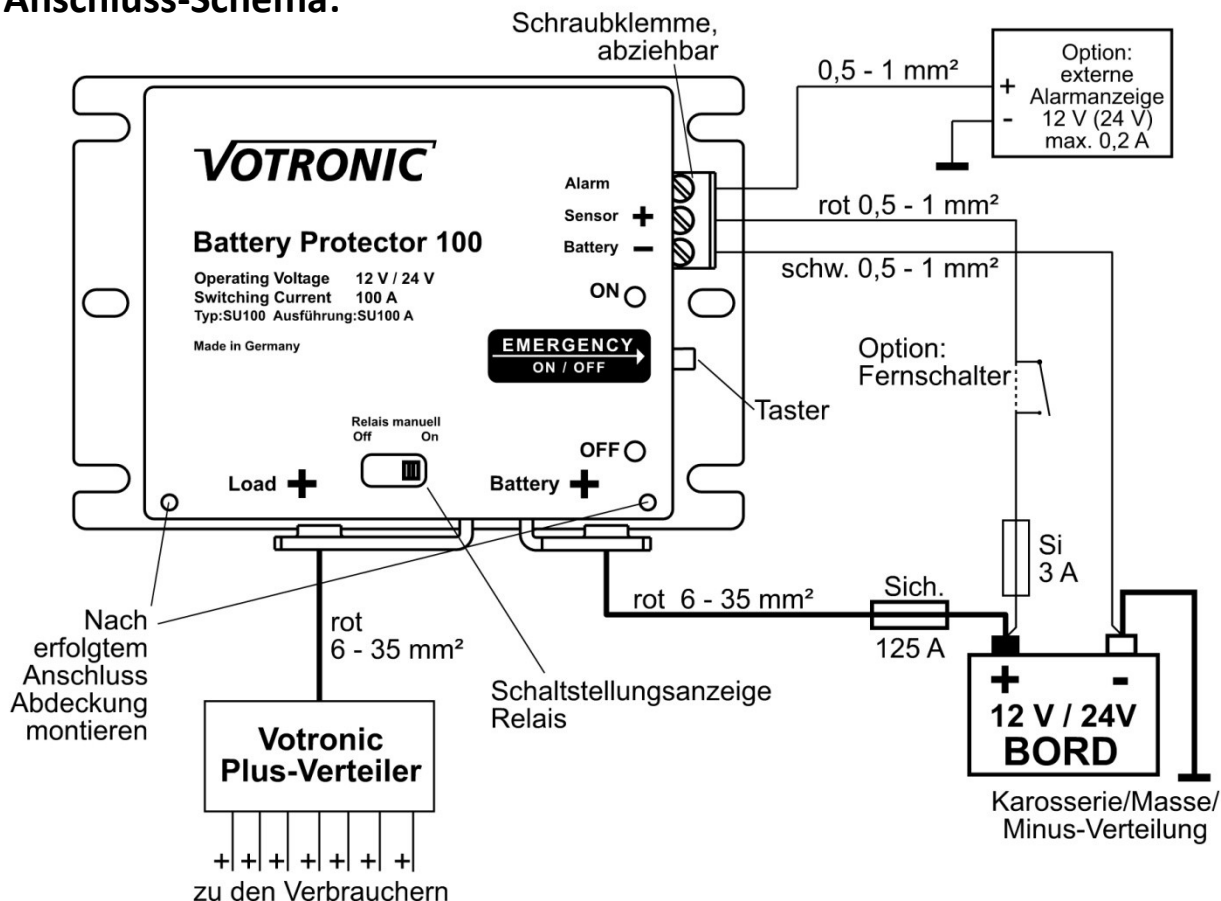 Anschluss-Schema:
Schraubklemme,
abziehbar
0,5 - 1 mm²
Option:
externe
Alarmanzeige
12 V (24 V)
max. 0,2 A
+
-
VOTRONIC
Battery Protector 100
Operating Voltage 12 V / 24 V
Switching Current 100 A
Typ:SU100 Ausführung:SU100 A
Made in Germany
Alarm
Sensor +
Battery -
rot 0,5 - 1 mm²
schw. 0,5 - 1 mm²
ON
EMERGENCY
ON / OFF
Option:
Fernschalter
Taster
Relais manuell
Off On
OFF
Load +
Battery +
Si
3 A
Sich.
rot 6 - 35 mm²
125 A
Nach
erfolgtem
Anschluss
Abdeckung
montieren
rot
6 - 35 mm²
Schaltstellungsanzeige
Relais
+ -
12 V / 24V
BORD
Votronic
Plus-Verteiler
Karosserie/Masse/
Minus-Verteilung
+ + + + + + +
zu den Verbrauchern